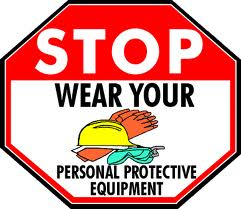 STOP
WEAR YOUR
PERSONAL PROTECTIVE
EQUIPMENT